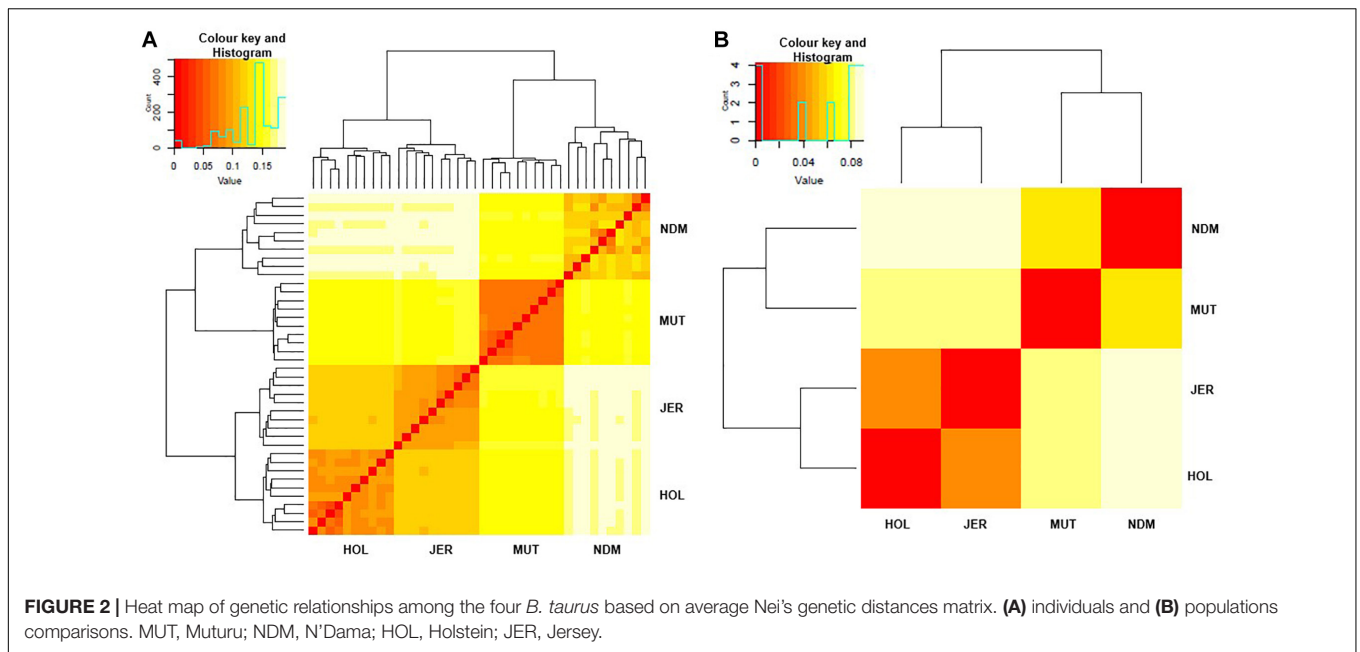 A
Colour key and
Histogram
Count
0 200 400
0 0.05 0.1 0.15
Value
NDM
MUT
JER
HOL
HOL JER MUT NDM
B
Colour key and
Histogram
Count
0 1 2 3 4
0 0.04 0.08
Value
NDM
MUT
JER
HOL
HOL JER MUT NDM
FIGURE 2 | Heat map of genetic relationships among the four B. taurus based on average Nei's genetic distances matrix. (A) individuals and (B) populations
comparisons. MUT, Muturu; NDM, N'Dama; HOL, Holstein; JER, Jersey.